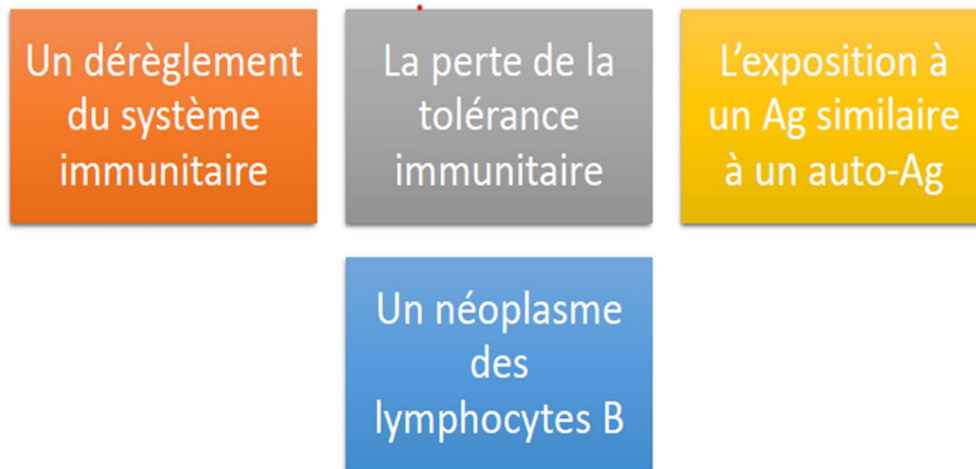 Un dérèglement
du système
immunitaire
La perte de la
tolérance
immunitaire
L'exposition à
un Ag similaire
à un auto-Ag
Un néoplasme
des
lymphocytes B